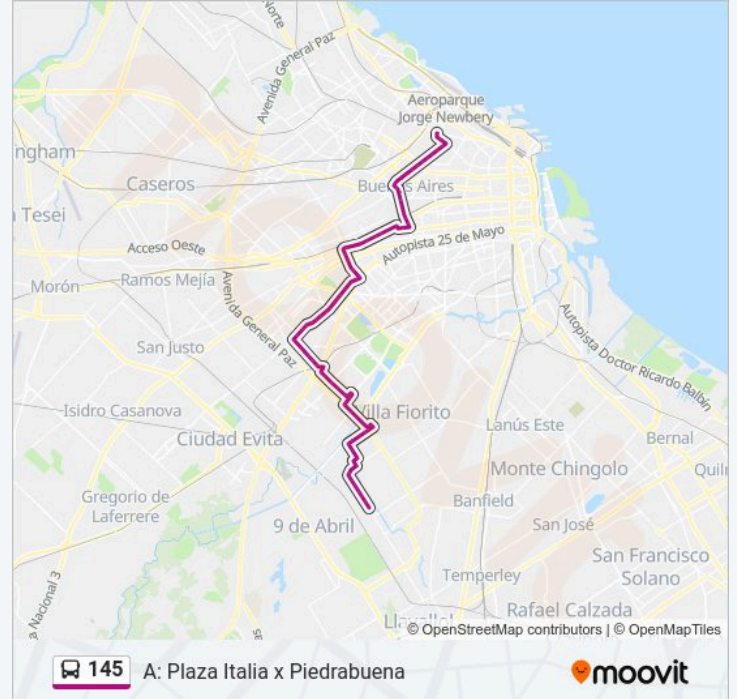 Norte
Avenida General Paz
Aeroparque
Jorge Newbery
ngham
Caseros
Buenos Aires
Tesei
Acceso Oeste
Autopista 25 de Mayo
Morón
Ramos Mejía
Avenida General Paz
San Justo
Autopista Doctor Ricardo Balbín
Isidro Casanova
Villa Fiorito
Ciudad Evita
Lanús Este
Bernal
Monte Chingolo
Quil
Gregorio de
Laferrere
Banfield
9 de Abril
San José
San Francisco
Solano
Temperley
a Nacional 3
Rafael Calzada
© OpenStreetMap contributors | © OpenMapTiles
145 A: Plaza Italia x Piedrabuena
moovit